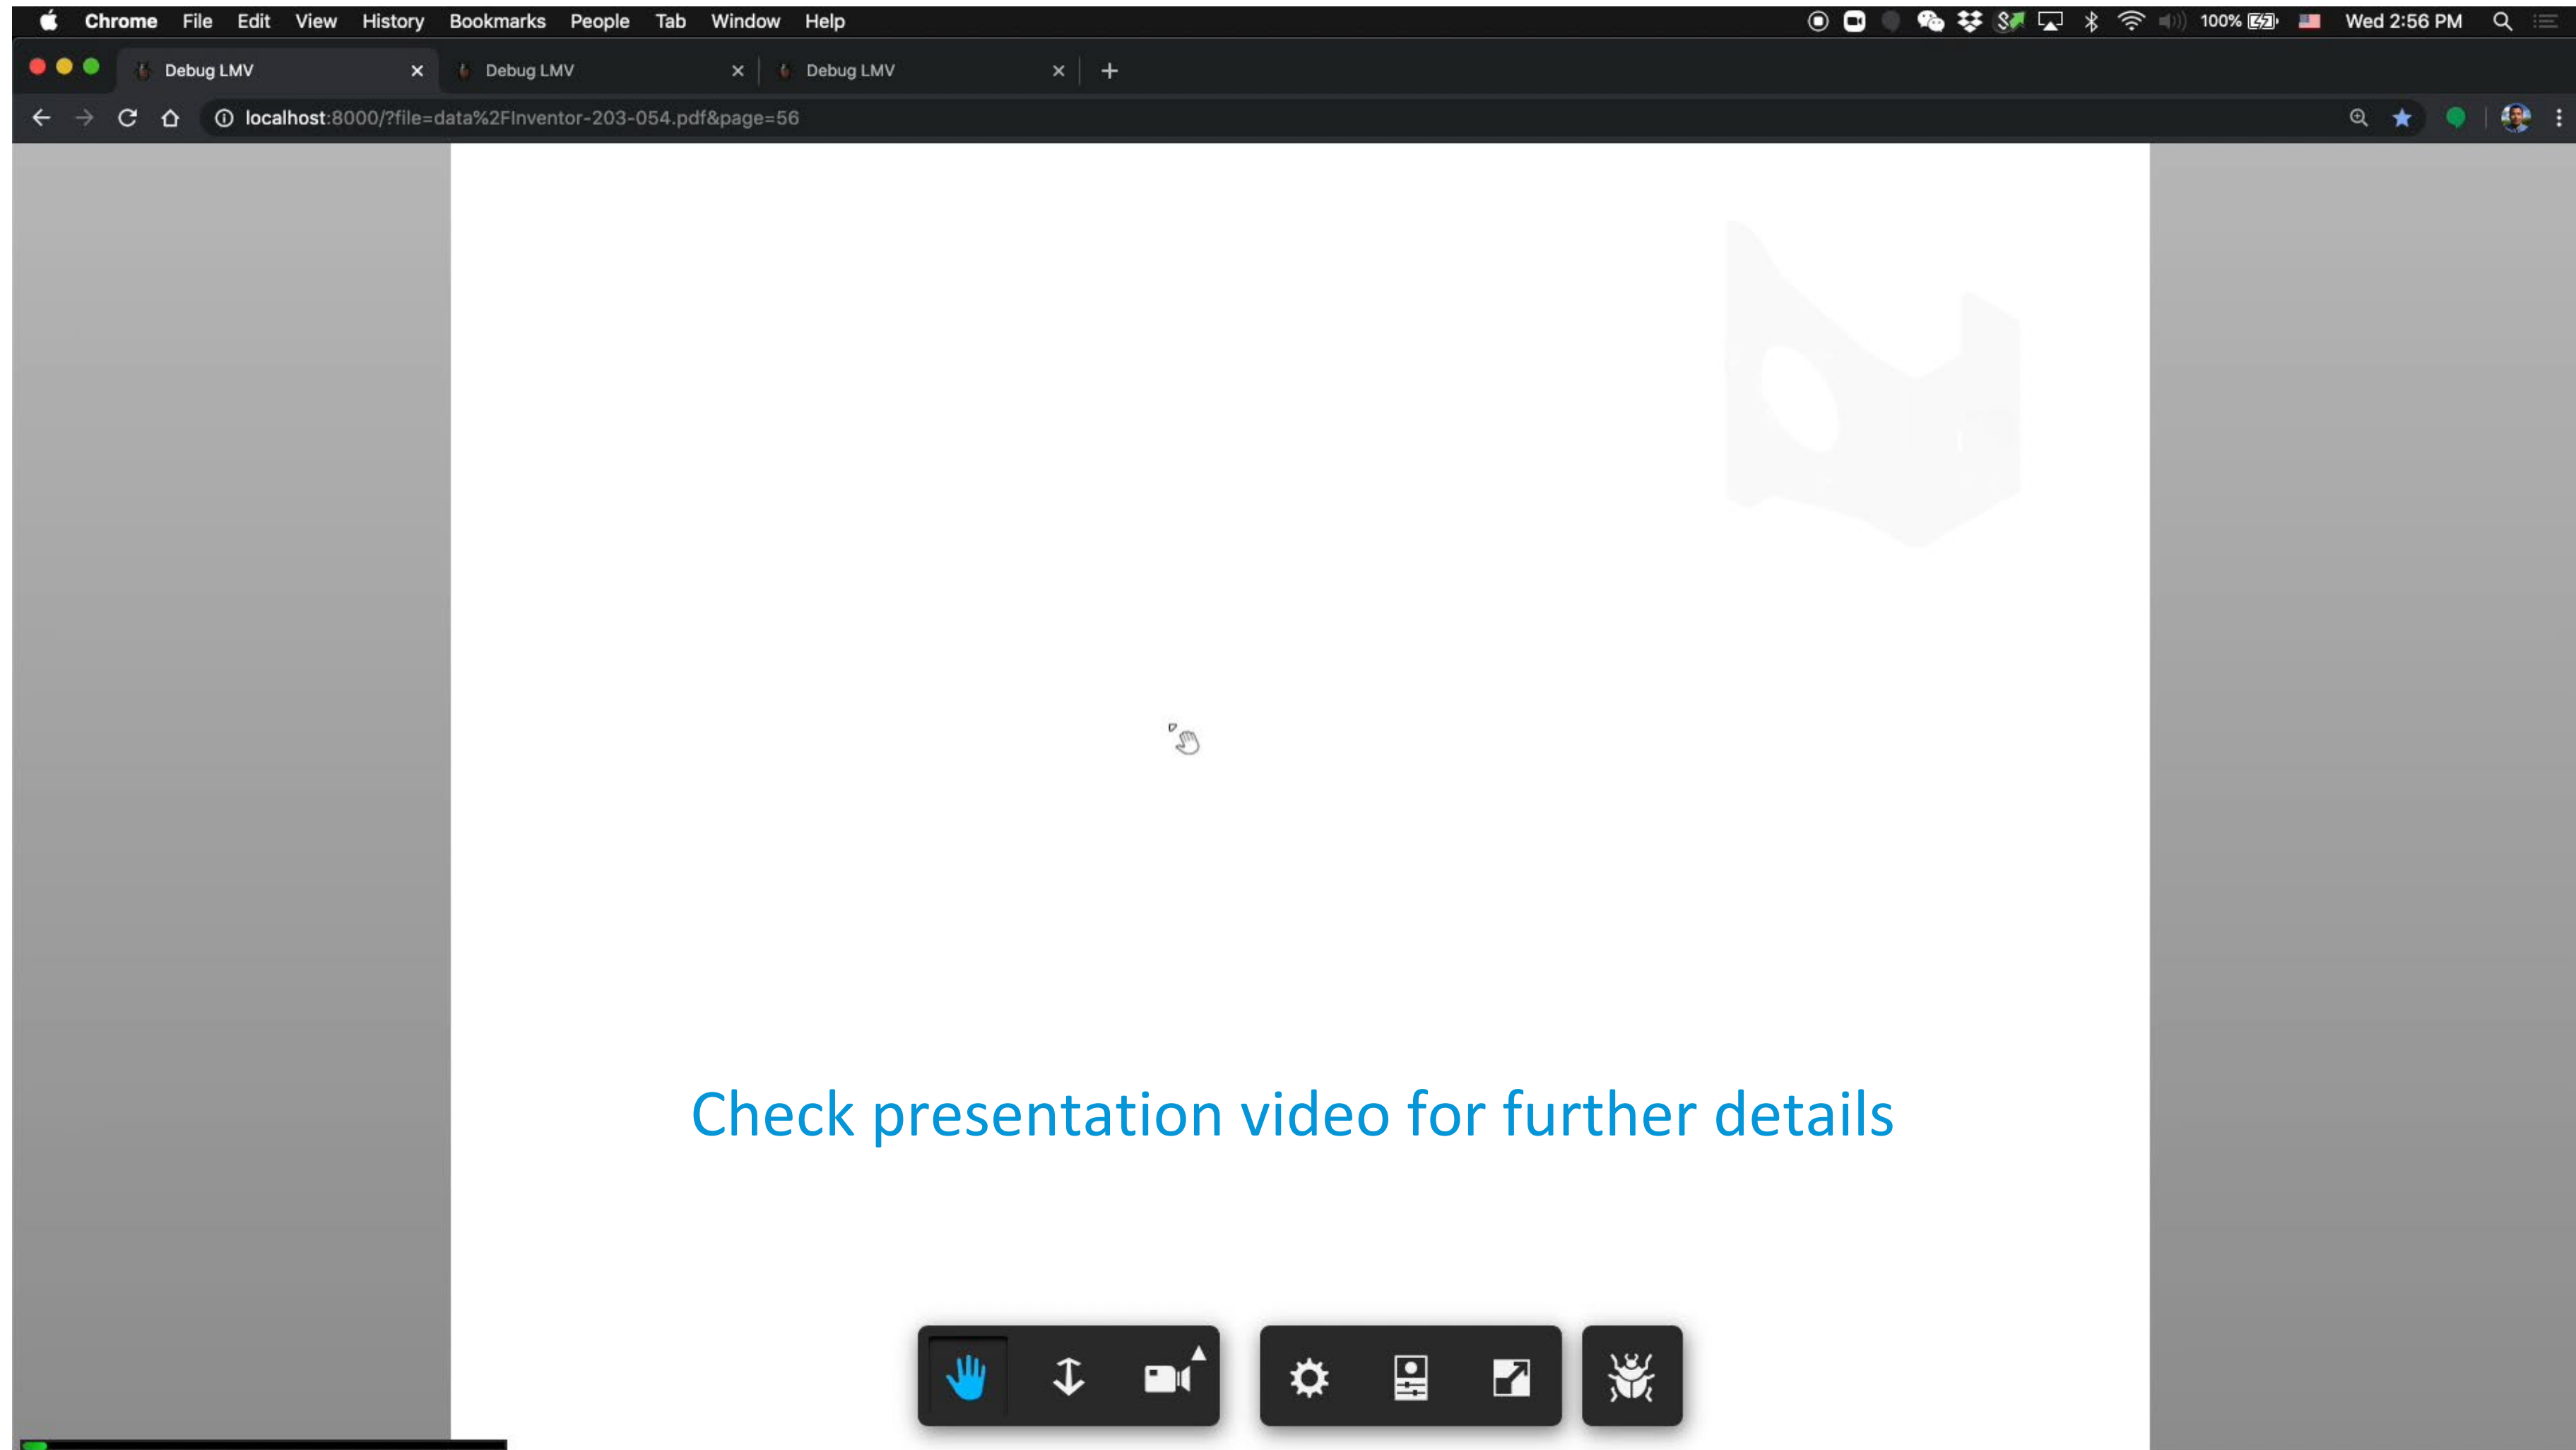 Chrome File Edit View History Bookmarks People Tab Window Help 100% Wed 2:56 PM
Debug LMV Debug LMV Debug LMV
localhost:8000/?file=data%2FInventor-203-054.pdf&page=56
Check presentation video for further details